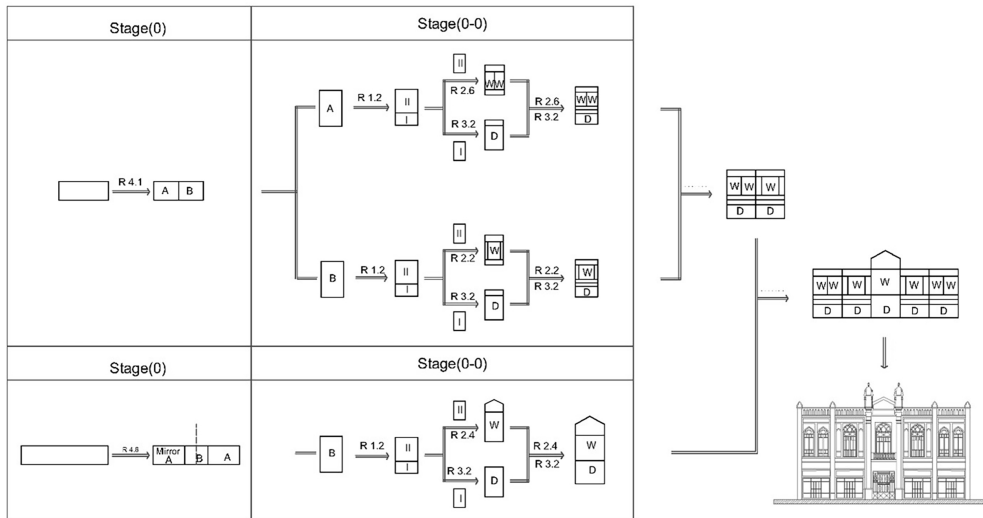 Stage(0)
Stage(0-0)
R 4.1
A B
A
R 1.2
II
I
II
R 2.6
W W
R 3.2
I
D
R 2.6
R 3.2
W W
D
B
R 1.2
II
I
II
R 2.2
W
R 3.2
I
D
R 2.2
R 3.2
W
D
W W W
D D
W W W W W W W
D D D D D
Stage(0)
Stage(0-0)
R 4.8
Mirror
A B A
B
R 1.2
II
I
II
R 2.4
W
R 3.2
I
D
R 2.4
R 3.2
W
D